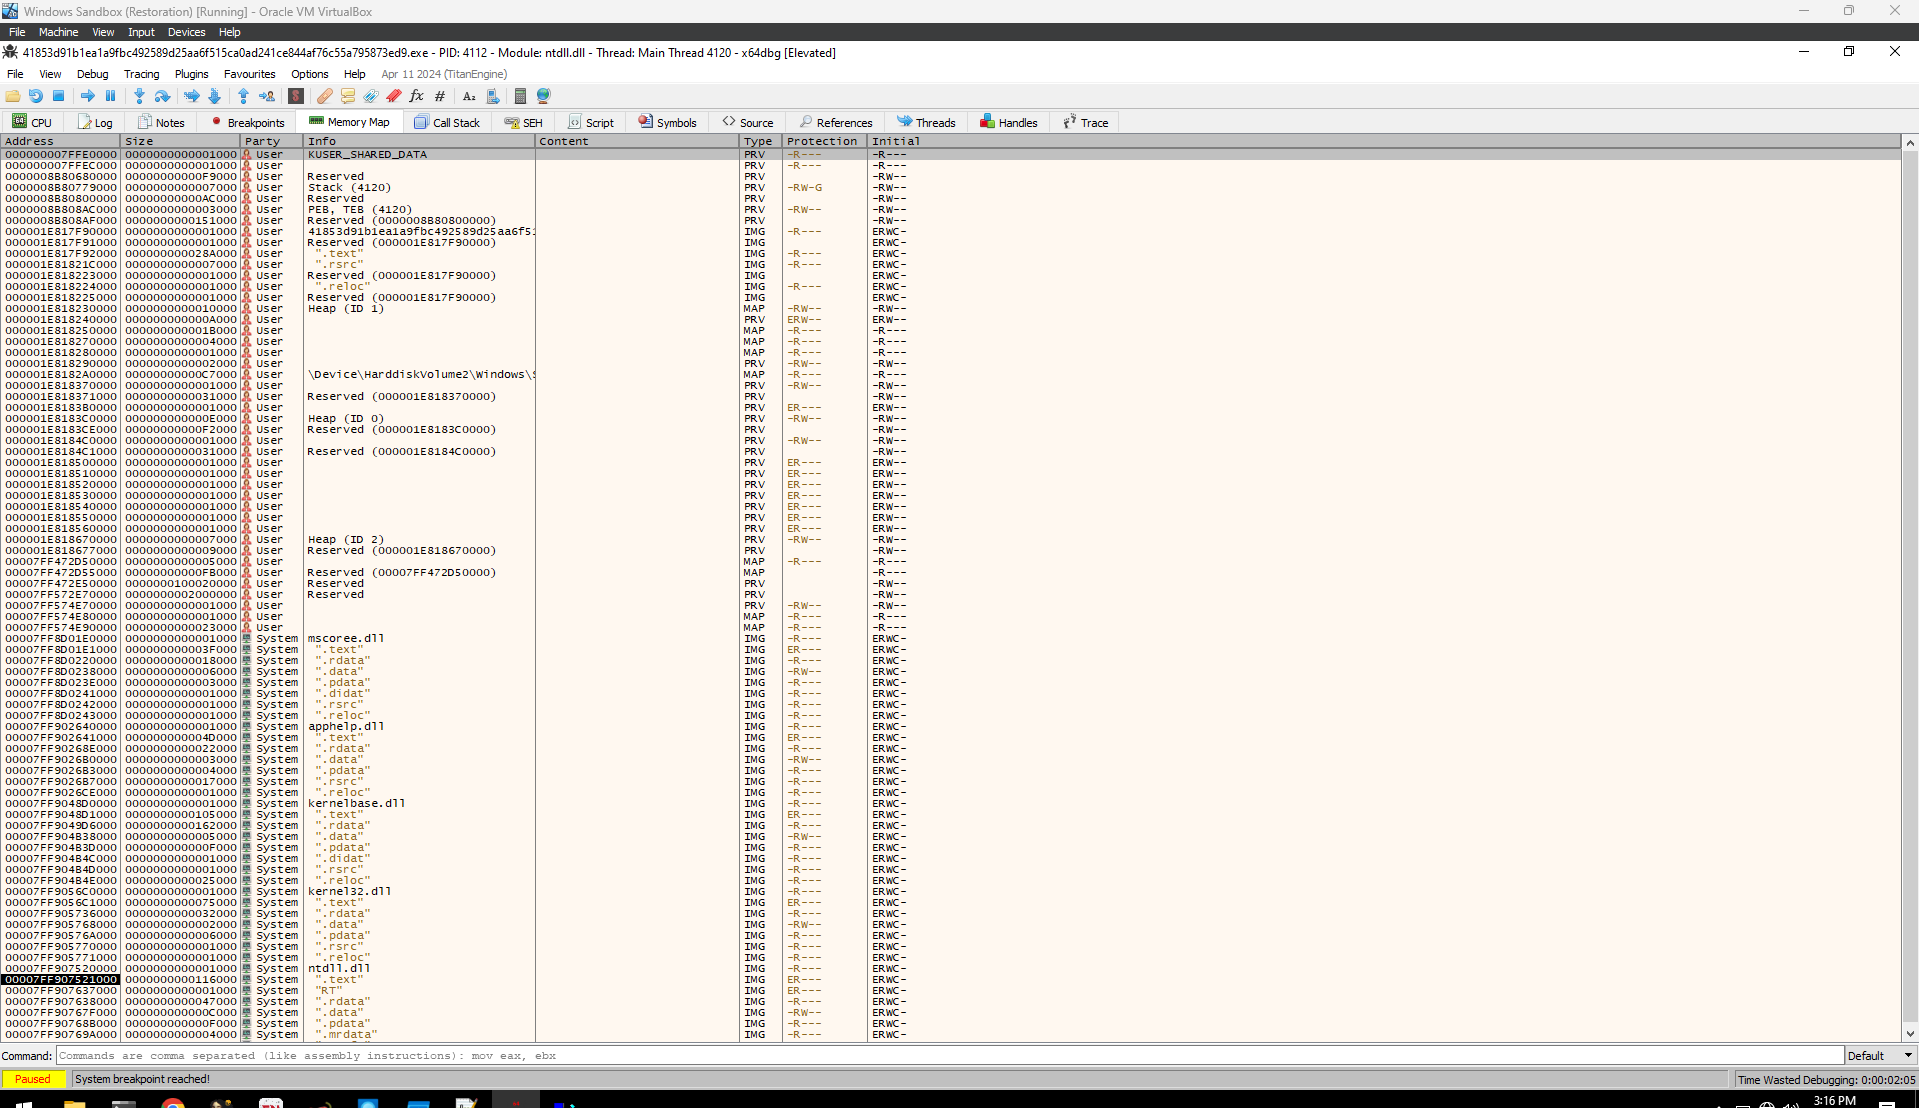 Windows Sandbox (Restoration) [Running] - Oracle VM VirtualBox
File Machine View Input Devices Help
41853d91b1ea1a9fbc492589d25aa6f515ca0ad241ce844af76c55a795873ed9.exe - PID: 4112 - Module: ntdll.dll - Thread: Main Thread 4120 - x64dbg [Elevated]
File View Debug Tracing Plugins Favourites Options Help Apr 11 2024 (TitanEngine)
CPU Log Notes Breakpoints Memory Map Call Stack SEH Script Symbols Source References Threads Handles Trace
Address Size Party Info Content Type Protection Initial
000000007FFE0000 0000000000001000 User KUSER_SHARED_DATA PRV -R--- -R---
000000007FFEC000 0000000000001000 User PRV -R--- -R---
0000008B80680000 00000000000F9000 User Reserved PRV -RW--
0000008B80779000 0000000000007000 User Stack (4120) PRV -RW-G -RW--
0000008B80800000 00000000000AC000 User Reserved PRV -RW--
0000008B808AC000 0000000000003000 User PEB, TEB (4120) PRV -RW-- -RW--
0000008B808AF000 0000000000151000 User Reserved (0000008B80800000) PRV -RW--
000001E817F90000 0000000000001000 User 41853d91b1ea1a9fbc492589d25aa6f51 IMG -R--- ERWC-
000001E817F91000 0000000000001000 User Reserved (000001E817F90000) IMG ERWC-
000001E817F92000 000000000028A000 User ".text" IMG -R--- ERWC-
000001E81821C000 0000000000007000 User ".rsrc" IMG -R--- ERWC-
000001E818223000 0000000000001000 User Reserved (000001E817F90000) IMG ERWC-
000001E818224000 0000000000001000 User ".reloc" IMG -R--- ERWC-
000001E818225000 0000000000001000 User Reserved (000001E817F90000) IMG ERWC-
000001E818230000 0000000000010000 User Heap (ID 1) MAP -RW-- -RW--
000001E818240000 000000000000A000 User PRV ERW-- ERW--
000001E818250000 000000000001B000 User MAP -R--- -R---
000001E818270000 0000000000004000 User MAP -R--- -R---
000001E818280000 0000000000001000 User MAP -R--- -R---
000001E818290000 0000000000002000 User PRV -RW-- -RW--
000001E8182A0000 00000000000C7000 User \Device\HarddiskVolume2\Windows\S MAP -R--- -R---
000001E818370000 0000000000001000 User PRV -RW-- -RW--
000001E818371000 0000000000031000 User Reserved (000001E818370000) PRV -RW--
000001E8183B0000 0000000000001000 User PRV ER--- ERW--
000001E8183C0000 000000000000E000 User Heap (ID 0) PRV -RW-- -RW--
000001E8183CE000 00000000000F2000 User Reserved (000001E8183C0000) PRV -RW--
000001E8184C0000 0000000000001000 User PRV -RW-- -RW--
000001E8184C1000 0000000000031000 User Reserved (000001E8184C0000) PRV -RW--
000001E818500000 0000000000001000 User PRV ER--- ERW--
000001E818510000 0000000000001000 User PRV ER--- ERW--
000001E818520000 0000000000001000 User PRV ER--- ERW--
000001E818530000 0000000000001000 User PRV ER--- ERW--
000001E818540000 0000000000001000 User PRV ER--- ERW--
000001E818550000 0000000000001000 User PRV ER--- ERW--
000001E818560000 0000000000001000 User PRV ER--- ERW--
000001E818670000 0000000000007000 User Heap (ID 2) PRV -RW-- -RW--
000001E818677000 0000000000009000 User Reserved (000001E818670000) PRV -RW--
00007FF472D50000 0000000000005000 User MAP -R--- -R---
00007FF472D55000 00000000000FB000 User Reserved (00007FF472D50000) MAP -R---
00007FF472E50000 0000000100020000 User Reserved PRV -RW--
00007FF572E70000 0000000002000000 User Reserved PRV -RW--
00007FF574E70000 0000000000001000 User PRV -RW-- -RW--
00007FF574E80000 0000000000001000 User MAP -R--- -R---
00007FF574E90000 0000000000023000 User MAP -R--- -R---
00007FF8D01E0000 0000000000001000 System mscoree.dll IMG -R--- ERWC-
00007FF8D01E1000 000000000003F000 System ".text" IMG ER--- ERWC-
00007FF8D0220000 0000000000018000 System ".rdata" IMG -R--- ERWC-
00007FF8D0238000 0000000000006000 System ".data" IMG -RW-- ERWC-
00007FF8D023E000 0000000000003000 System ".pdata" IMG -R--- ERWC-
00007FF8D0241000 0000000000001000 System ".didat" IMG -R--- ERWC-
00007FF8D0242000 0000000000001000 System ".rsrc" IMG -R--- ERWC-
00007FF8D0243000 0000000000001000 System ".reloc" IMG -R--- ERWC-
00007FF902640000 0000000000001000 System apphelp.dll IMG -R--- ERWC-
00007FF902641000 000000000004D000 System ".text" IMG ER--- ERWC-
00007FF90268E000 0000000000022000 System ".rdata" IMG -R--- ERWC-
00007FF9026B0000 0000000000003000 System ".data" IMG -RW-- ERWC-
00007FF9026B3000 0000000000004000 System ".pdata" IMG -R--- ERWC-
00007FF9026B7000 0000000000017000 System ".rsrc" IMG -R--- ERWC-
00007FF9026CE000 0000000000001000 System ".reloc" IMG -R--- ERWC-
00007FF9048D0000 0000000000001000 System kernelbase.dll IMG -R--- ERWC-
00007FF9048D1000 0000000000105000 System ".text" IMG ER--- ERWC-
00007FF9049D6000 0000000000162000 System ".rdata" IMG -R--- ERWC-
00007FF904B38000 0000000000005000 System ".data" IMG -RW-- ERWC-
00007FF904B3D000 000000000000F000 System ".pdata" IMG -R--- ERWC-
00007FF904B4C000 0000000000001000 System ".didat" IMG -R--- ERWC-
00007FF904B4D000 0000000000001000 System ".rsrc" IMG -R--- ERWC-
00007FF904B4E000 0000000000025000 System ".reloc" IMG -R--- ERWC-
00007FF9056C0000 0000000000001000 System kernel32.dll IMG -R--- ERWC-
00007FF9056C1000 0000000000075000 System ".text" IMG ER--- ERWC-
00007FF905736000 0000000000032000 System ".rdata" IMG -R--- ERWC-
00007FF905768000 0000000000002000 System ".data" IMG -RW-- ERWC-
00007FF90576A000 0000000000006000 System ".pdata" IMG -R--- ERWC-
00007FF905770000 0000000000001000 System ".rsrc" IMG -R--- ERWC-
00007FF905771000 0000000000001000 System ".reloc" IMG -R--- ERWC-
00007FF907520000 0000000000001000 System ntdll.dll IMG -R--- ERWC-
00007FF907521000 0000000000116000 System ".text" IMG ER--- ERWC-
00007FF907637000 0000000000001000 System "RT" IMG ER--- ERWC-
00007FF907638000 0000000000047000 System ".rdata" IMG -R--- ERWC-
00007FF90767F000 000000000000C000 System ".data" IMG -RW-- ERWC-
00007FF90768B000 000000000000F000 System ".pdata" IMG -R--- ERWC-
00007FF90769A000 0000000000004000 System ".mrdata" IMG -R--- ERWC-
Command: Commands are comma separated (like assembly instructions): mov eax, ebx Default
Paused System breakpoint reached! Time Wasted Debugging: 0:00:02:05
3:16 PM